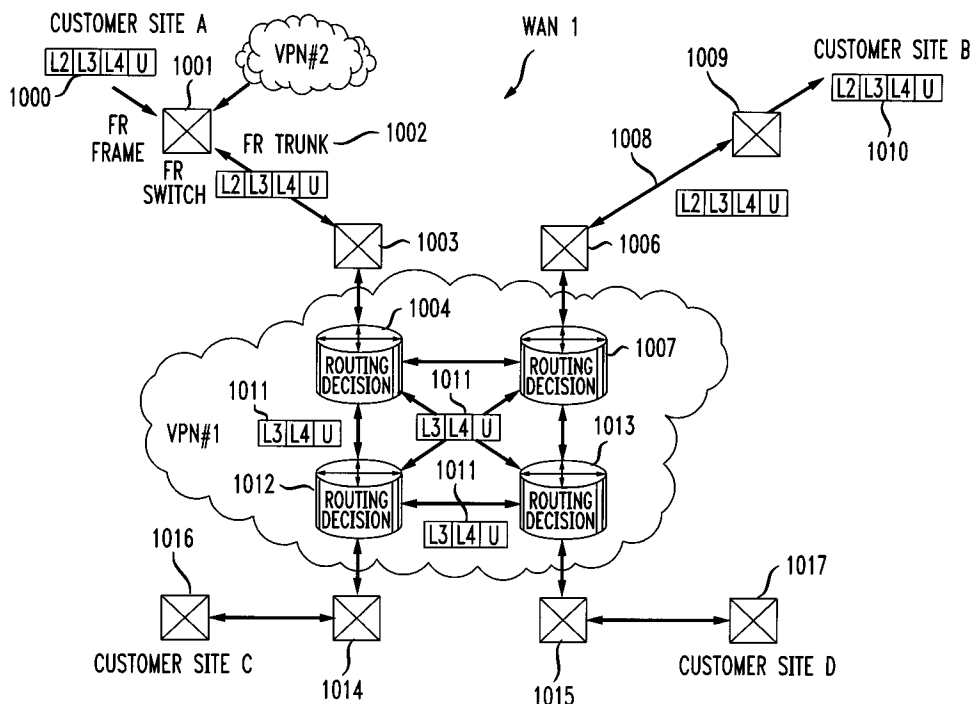 CUSTOMER SITE A
L2 L3 L4 U
1000
1001
VPN#2
WAN 1
1009
CUSTOMER SITE B
L2 L3 L4 U
1010
FR
FRAME
FR
SWITCH
FR TRUNK
1002
L2 L3 L4 U
1008
L2 L3 L4 U
1003
1006
1004
ROUTING
DECISION
1007
ROUTING
DECISION
1011
L3 L4 U
1011
L3 L4 U
VPN#1
1013
1012
ROUTING
DECISION
1011
L3 L4 U
ROUTING
DECISION
1016
1017
CUSTOMER SITE C
1014
1015
CUSTOMER SITE D